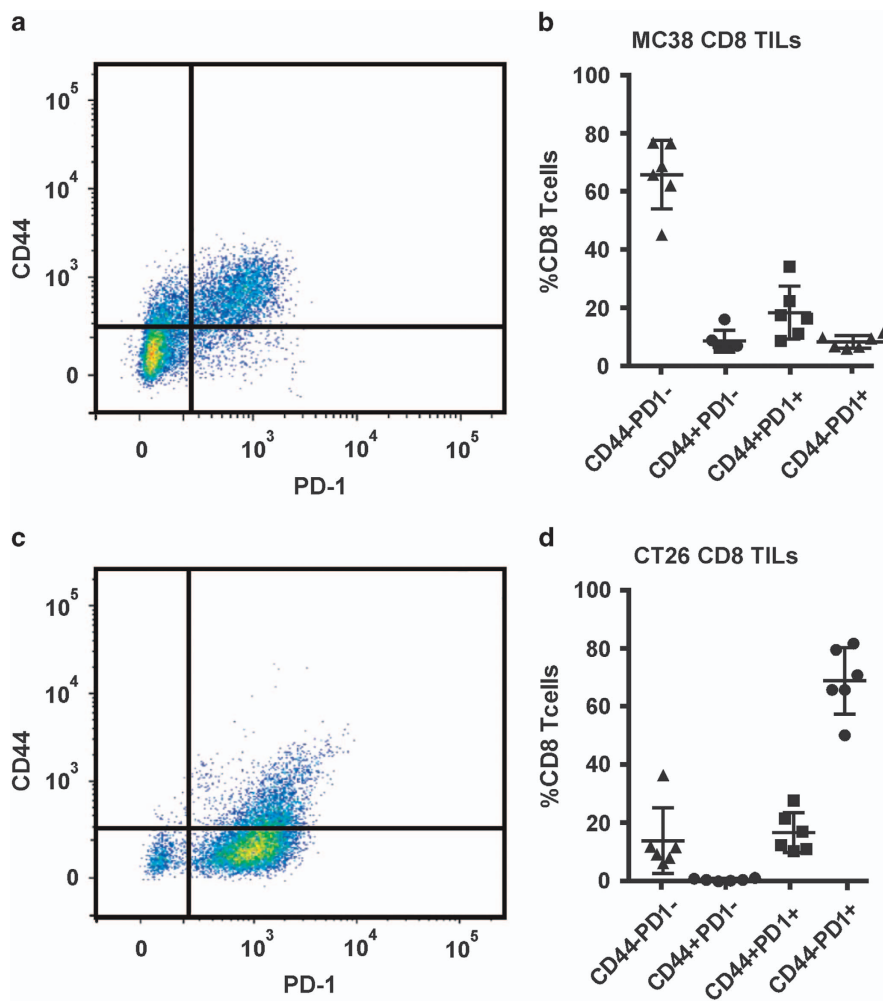 a
CD44
10^5
10^4
10^3
0
0 10^3 10^4 10^5
PD-1
b
MC38 CD8 TILs
%CD8 Tcells
100
80
60
40
20
0
CD44-PD1-
CD44+PD1-
CD44+PD1+
CD44-PD1+
c
CD44
10^5
10^4
10^3
0
0 10^3 10^4 10^5
PD-1
d
CT26 CD8 TILs
%CD8 Tcells
100
80
60
40
20
0
CD44-PD1-
CD44+PD1-
CD44+PD1+
CD44-PD1+